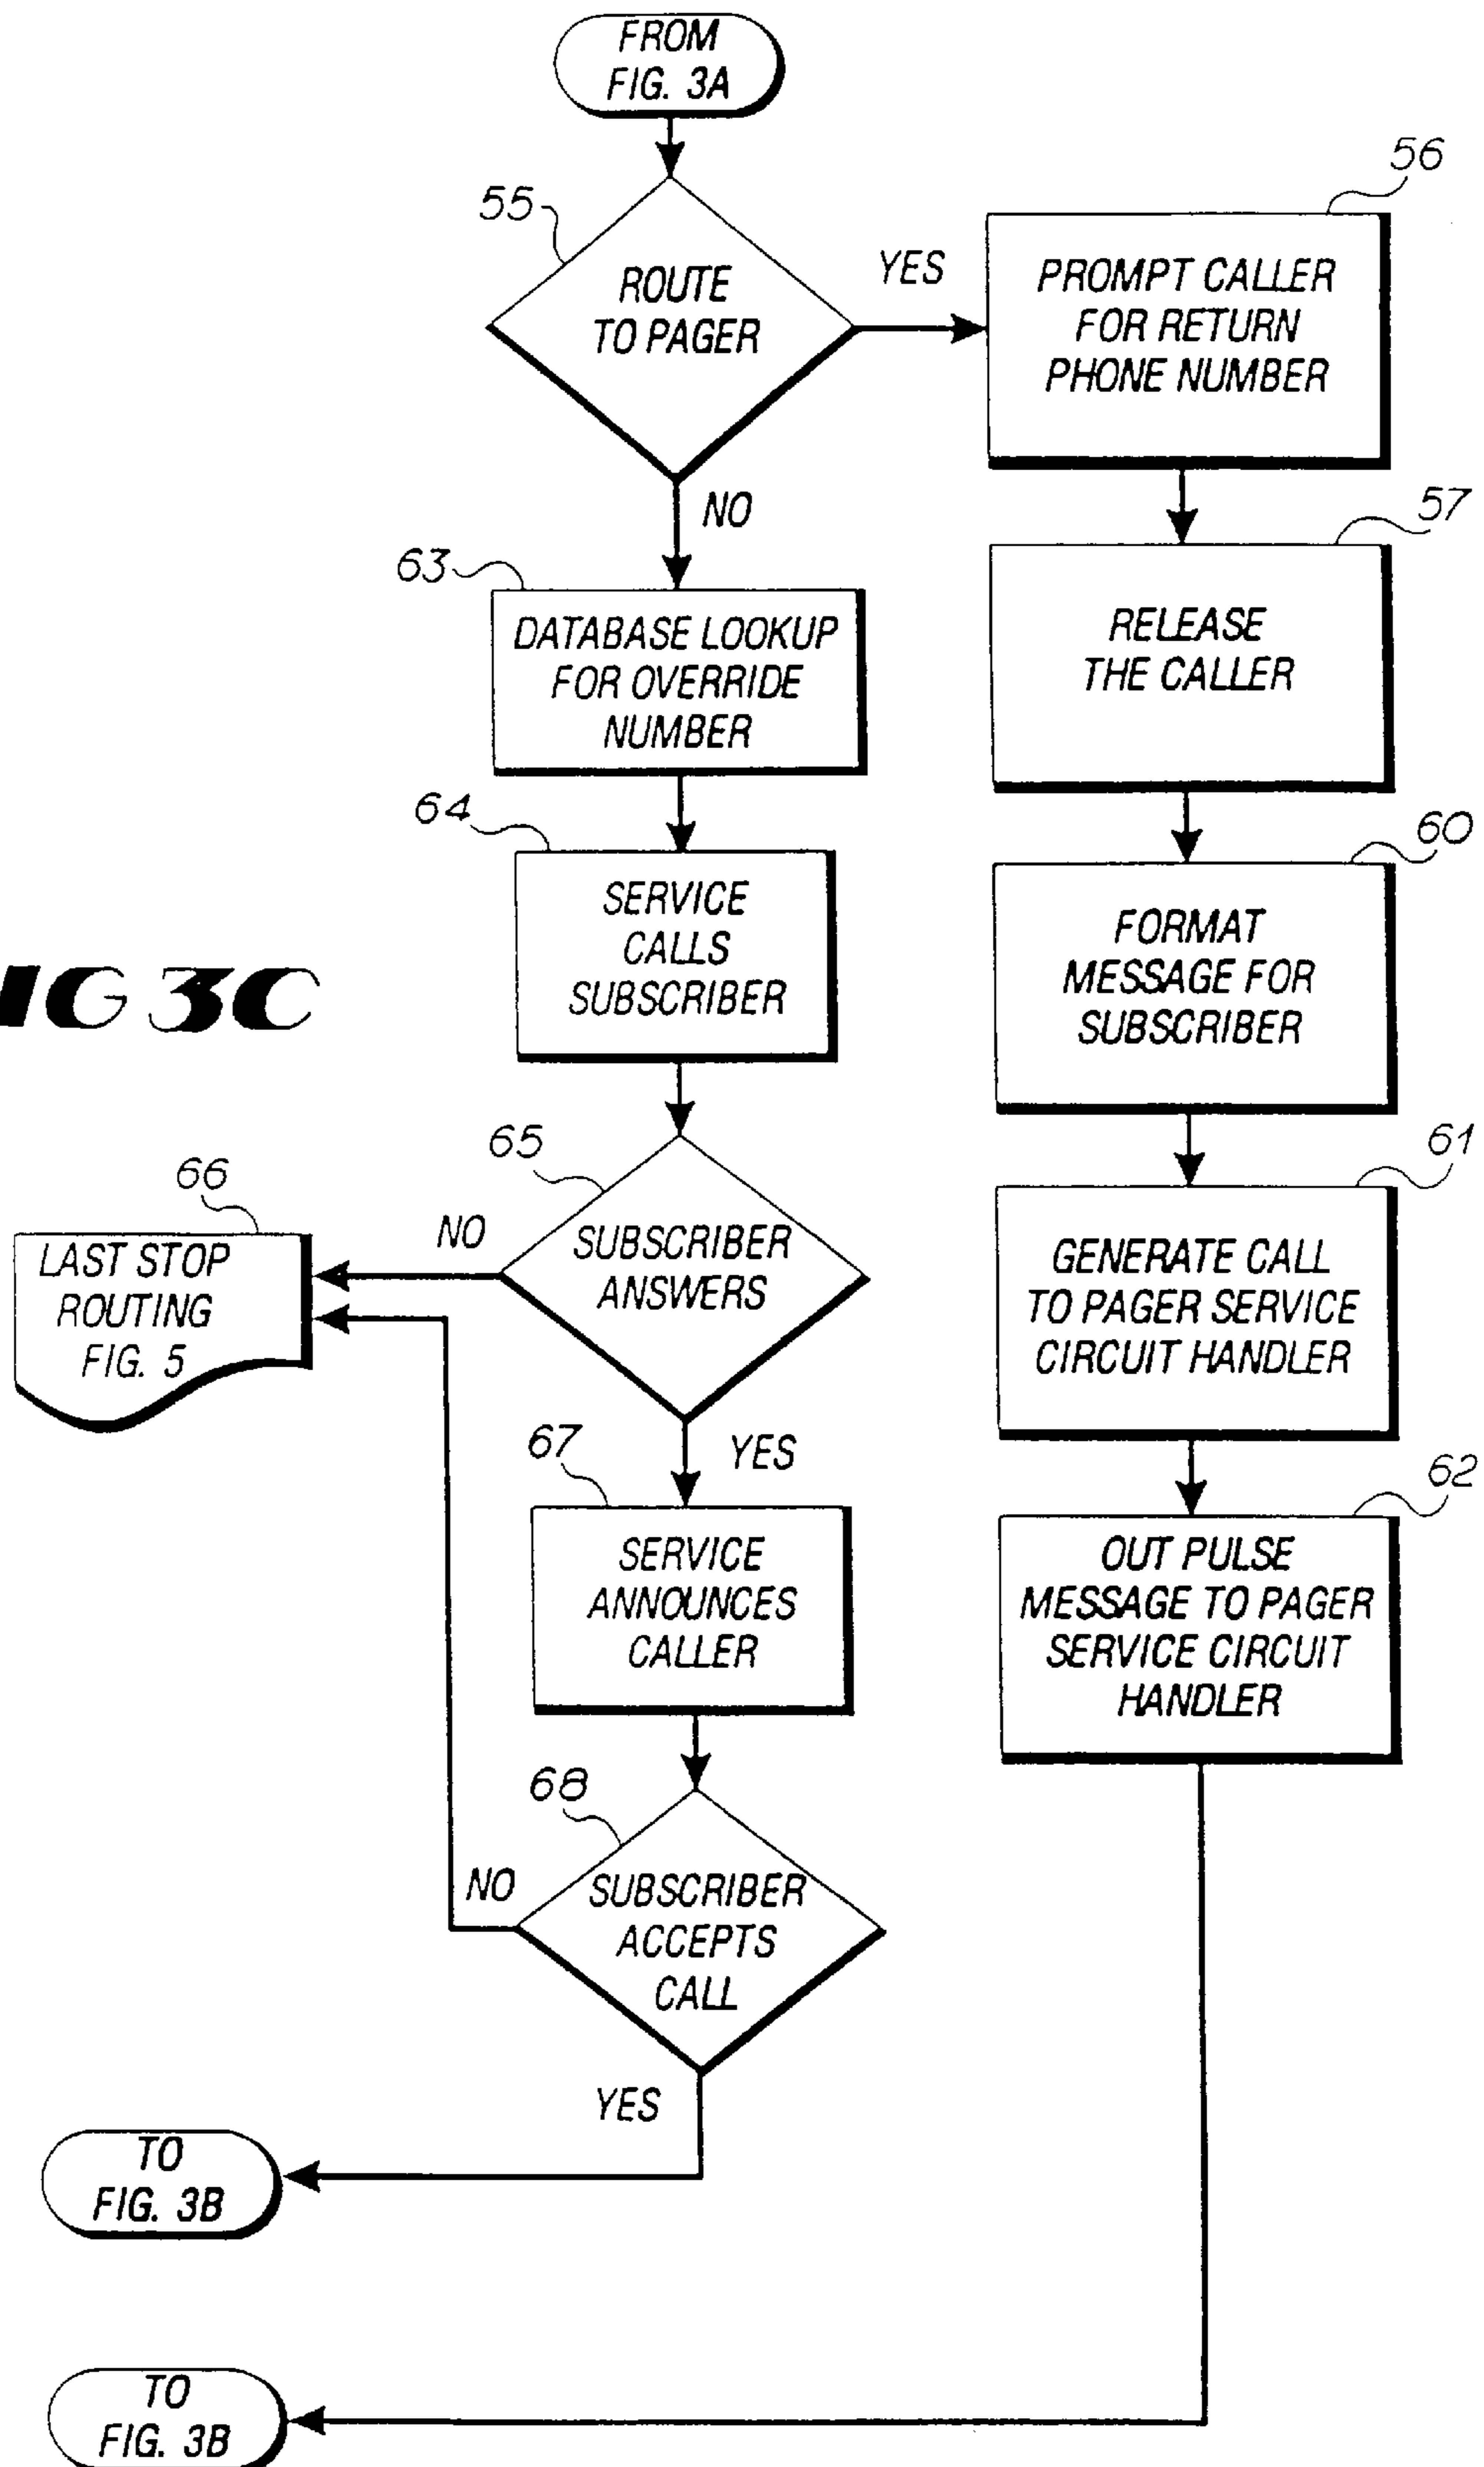 FROM
FIG. 3A
55
ROUTE
TO PAGER
YES
56
PROMPT CALLER
FOR RETURN
PHONE NUMBER
NO
57
RELEASE
THE CALLER
63
DATABASE LOOKUP
FOR OVERRIDE
NUMBER
64
SERVICE
CALLS
SUBSCRIBER
60
FORMAT
MESSAGE FOR
SUBSCRIBER
IG 3C
65
SUBSCRIBER
ANSWERS
NO
66
LAST STOP
ROUTING
FIG. 5
61
GENERATE CALL
TO PAGER SERVICE
CIRCUIT HANDLER
YES
67
SERVICE
ANNOUNCES
CALLER
62
OUT PULSE
MESSAGE TO PAGER
SERVICE CIRCUIT
HANDLER
68
SUBSCRIBER
ACCEPTS
CALL
NO
YES
TO
FIG. 3B
TO
FIG. 3B